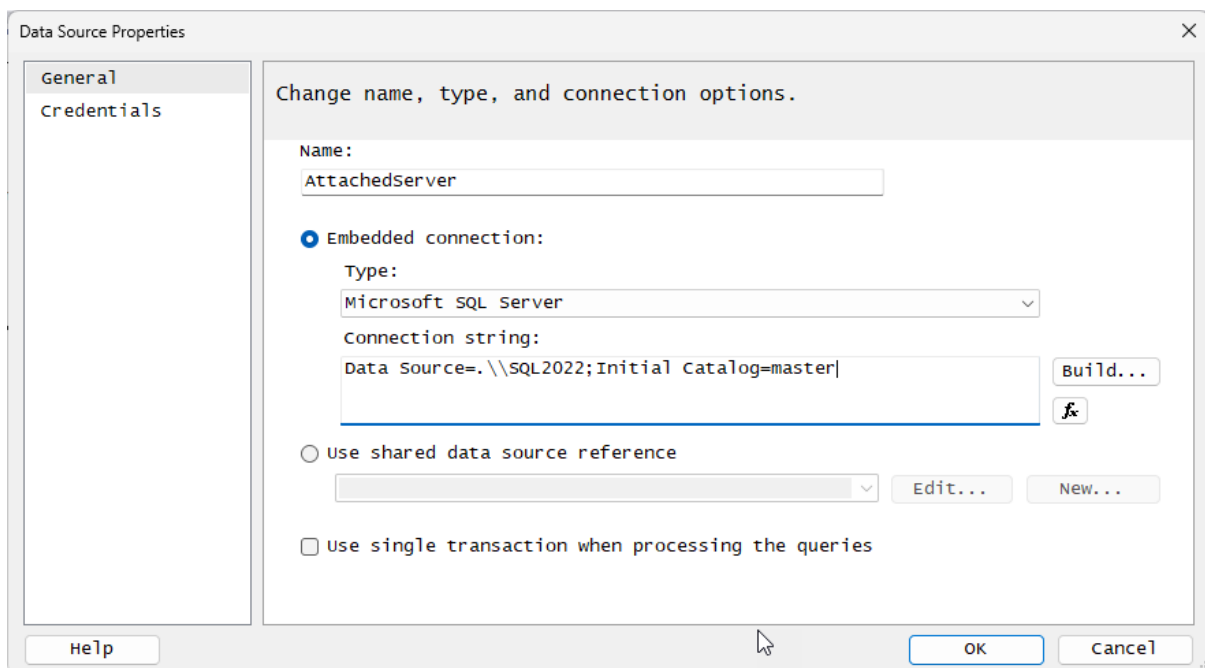 Data Source Properties
General
Credentials
Change name, type, and connection options.
Name:
AttachedServer
Embedded connection:
Type:
Microsoft SQL Server
Connection string:
Data Source=.\\SQL2022;Initial Catalog=master
Build...
fx
Use shared data source reference
Edit...
New...
Use single transaction when processing the queries
Help
OK
Cancel